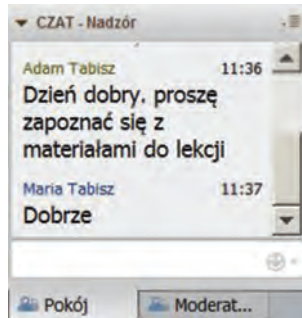 CZAT - Nadzór
Adam Tabisz 11:36
Dzień dobry. proszę
zapoznać się z
materiałami do lekcji
Maria Tabisz 11:37
Dobrze
Pokój Moderat...